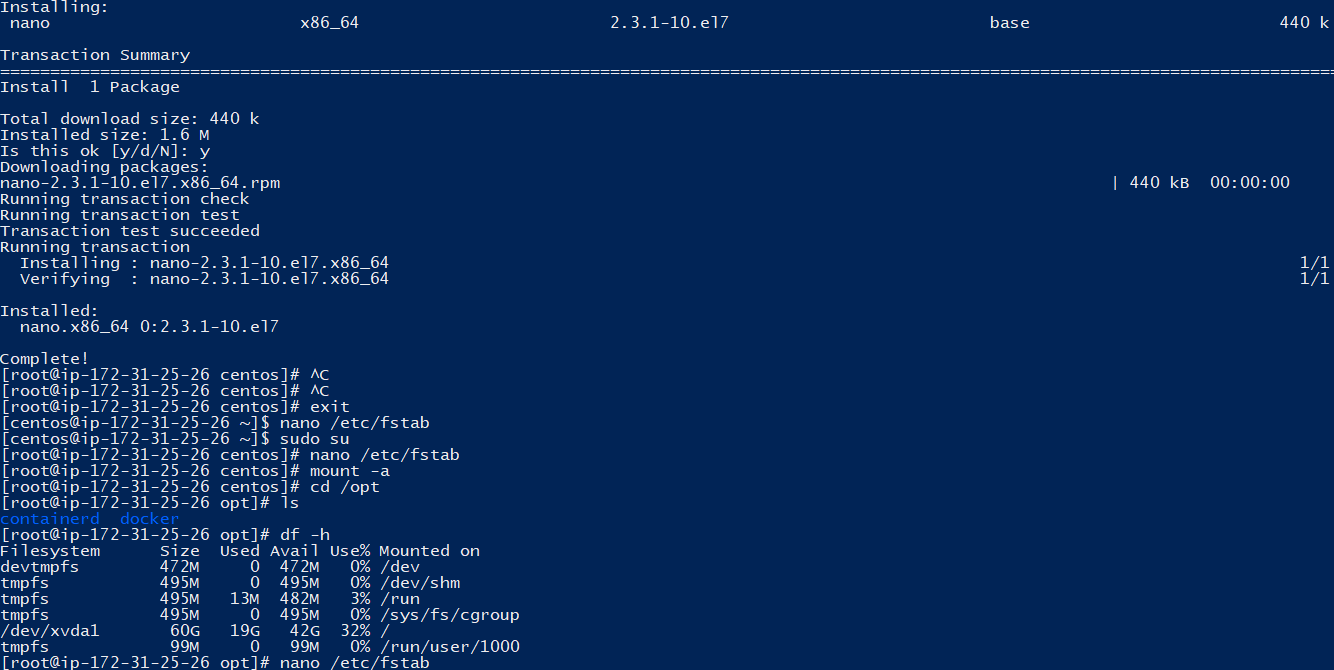 Installing:
 nano                         x86_64                         2.3.1-10.el7                          base                         440 k

Transaction Summary
=====================================================================================================================================
Install  1 Package

Total download size: 440 k
Installed size: 1.6 M
Is this ok [y/d/N]: y
Downloading packages:
nano-2.3.1-10.el7.x86_64.rpm                                                                                   | 440 kB  00:00:00
Running transaction check
Running transaction test
Transaction test succeeded
Running transaction
  Installing : nano-2.3.1-10.el7.x86_64                                                                                           1/1
  Verifying  : nano-2.3.1-10.el7.x86_64                                                                                           1/1

Installed:
  nano.x86_64 0:2.3.1-10.el7

Complete!
[root@ip-172-31-25-26 centos]# ^C
[root@ip-172-31-25-26 centos]# ^C
[root@ip-172-31-25-26 centos]# exit
[centos@ip-172-31-25-26 ~]$ nano /etc/fstab
[centos@ip-172-31-25-26 ~]$ sudo su
[root@ip-172-31-25-26 centos]# nano /etc/fstab
[root@ip-172-31-25-26 centos]# mount -a
[root@ip-172-31-25-26 centos]# cd /opt
[root@ip-172-31-25-26 opt]# ls
containerd  docker
[root@ip-172-31-25-26 opt]# df -h
Filesystem      Size  Used Avail Use% Mounted on
devtmpfs        472M     0  472M   0% /dev
tmpfs           495M     0  495M   0% /dev/shm
tmpfs           495M   13M  482M   3% /run
tmpfs           495M     0  495M   0% /sys/fs/cgroup
/dev/xvda1       60G   19G   42G  32% /
tmpfs            99M     0   99M   0% /run/user/1000
[root@ip-172-31-25-26 opt]# nano /etc/fstab